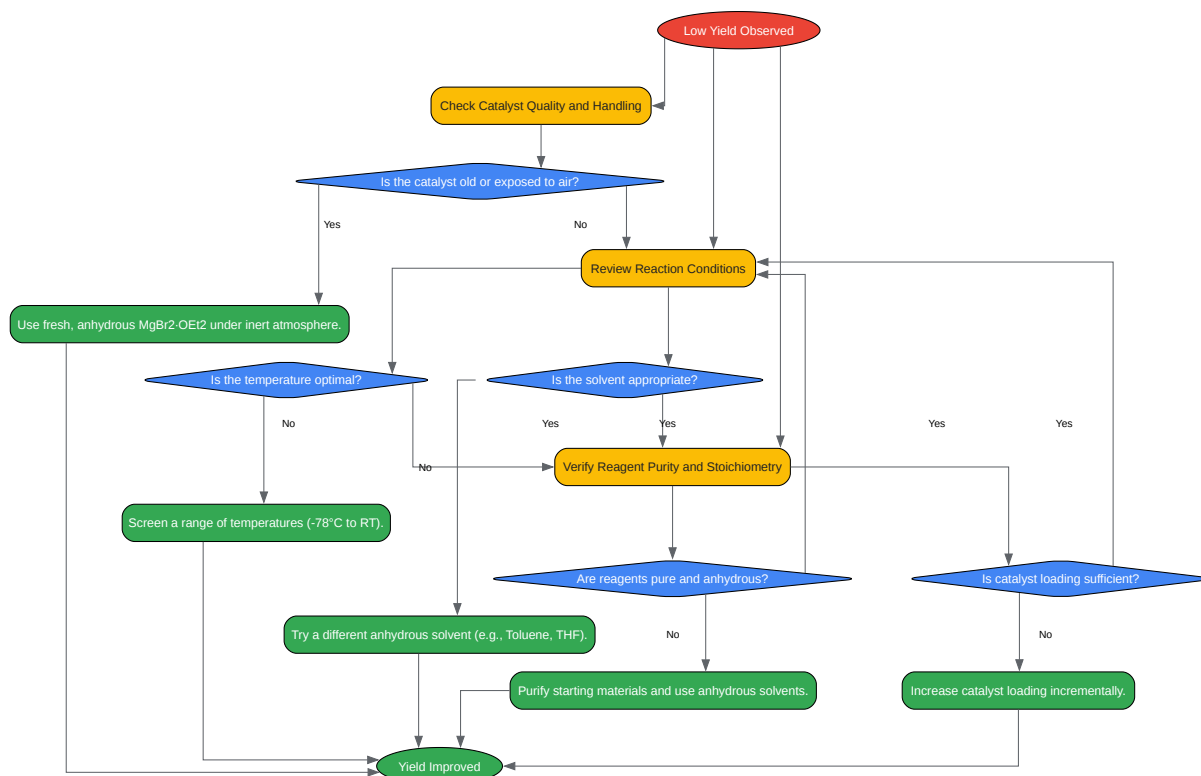 Low Yield Observed
Check Catalyst Quality and Handling
Is the catalyst old or exposed to air?
Yes
No
Review Reaction Conditions
Use fresh, anhydrous MgBr2·OEt2 under inert atmosphere.
Is the temperature optimal?
Is the solvent appropriate?
No
Yes
Yes
Yes
Yes
No
Verify Reagent Purity and Stoichiometry
Screen a range of temperatures (-78°C to RT).
Are reagents pure and anhydrous?
Is catalyst loading sufficient?
Try a different anhydrous solvent (e.g., Toluene, THF).
No
No
Purify starting materials and use anhydrous solvents.
Increase catalyst loading incrementally.
Yield Improved